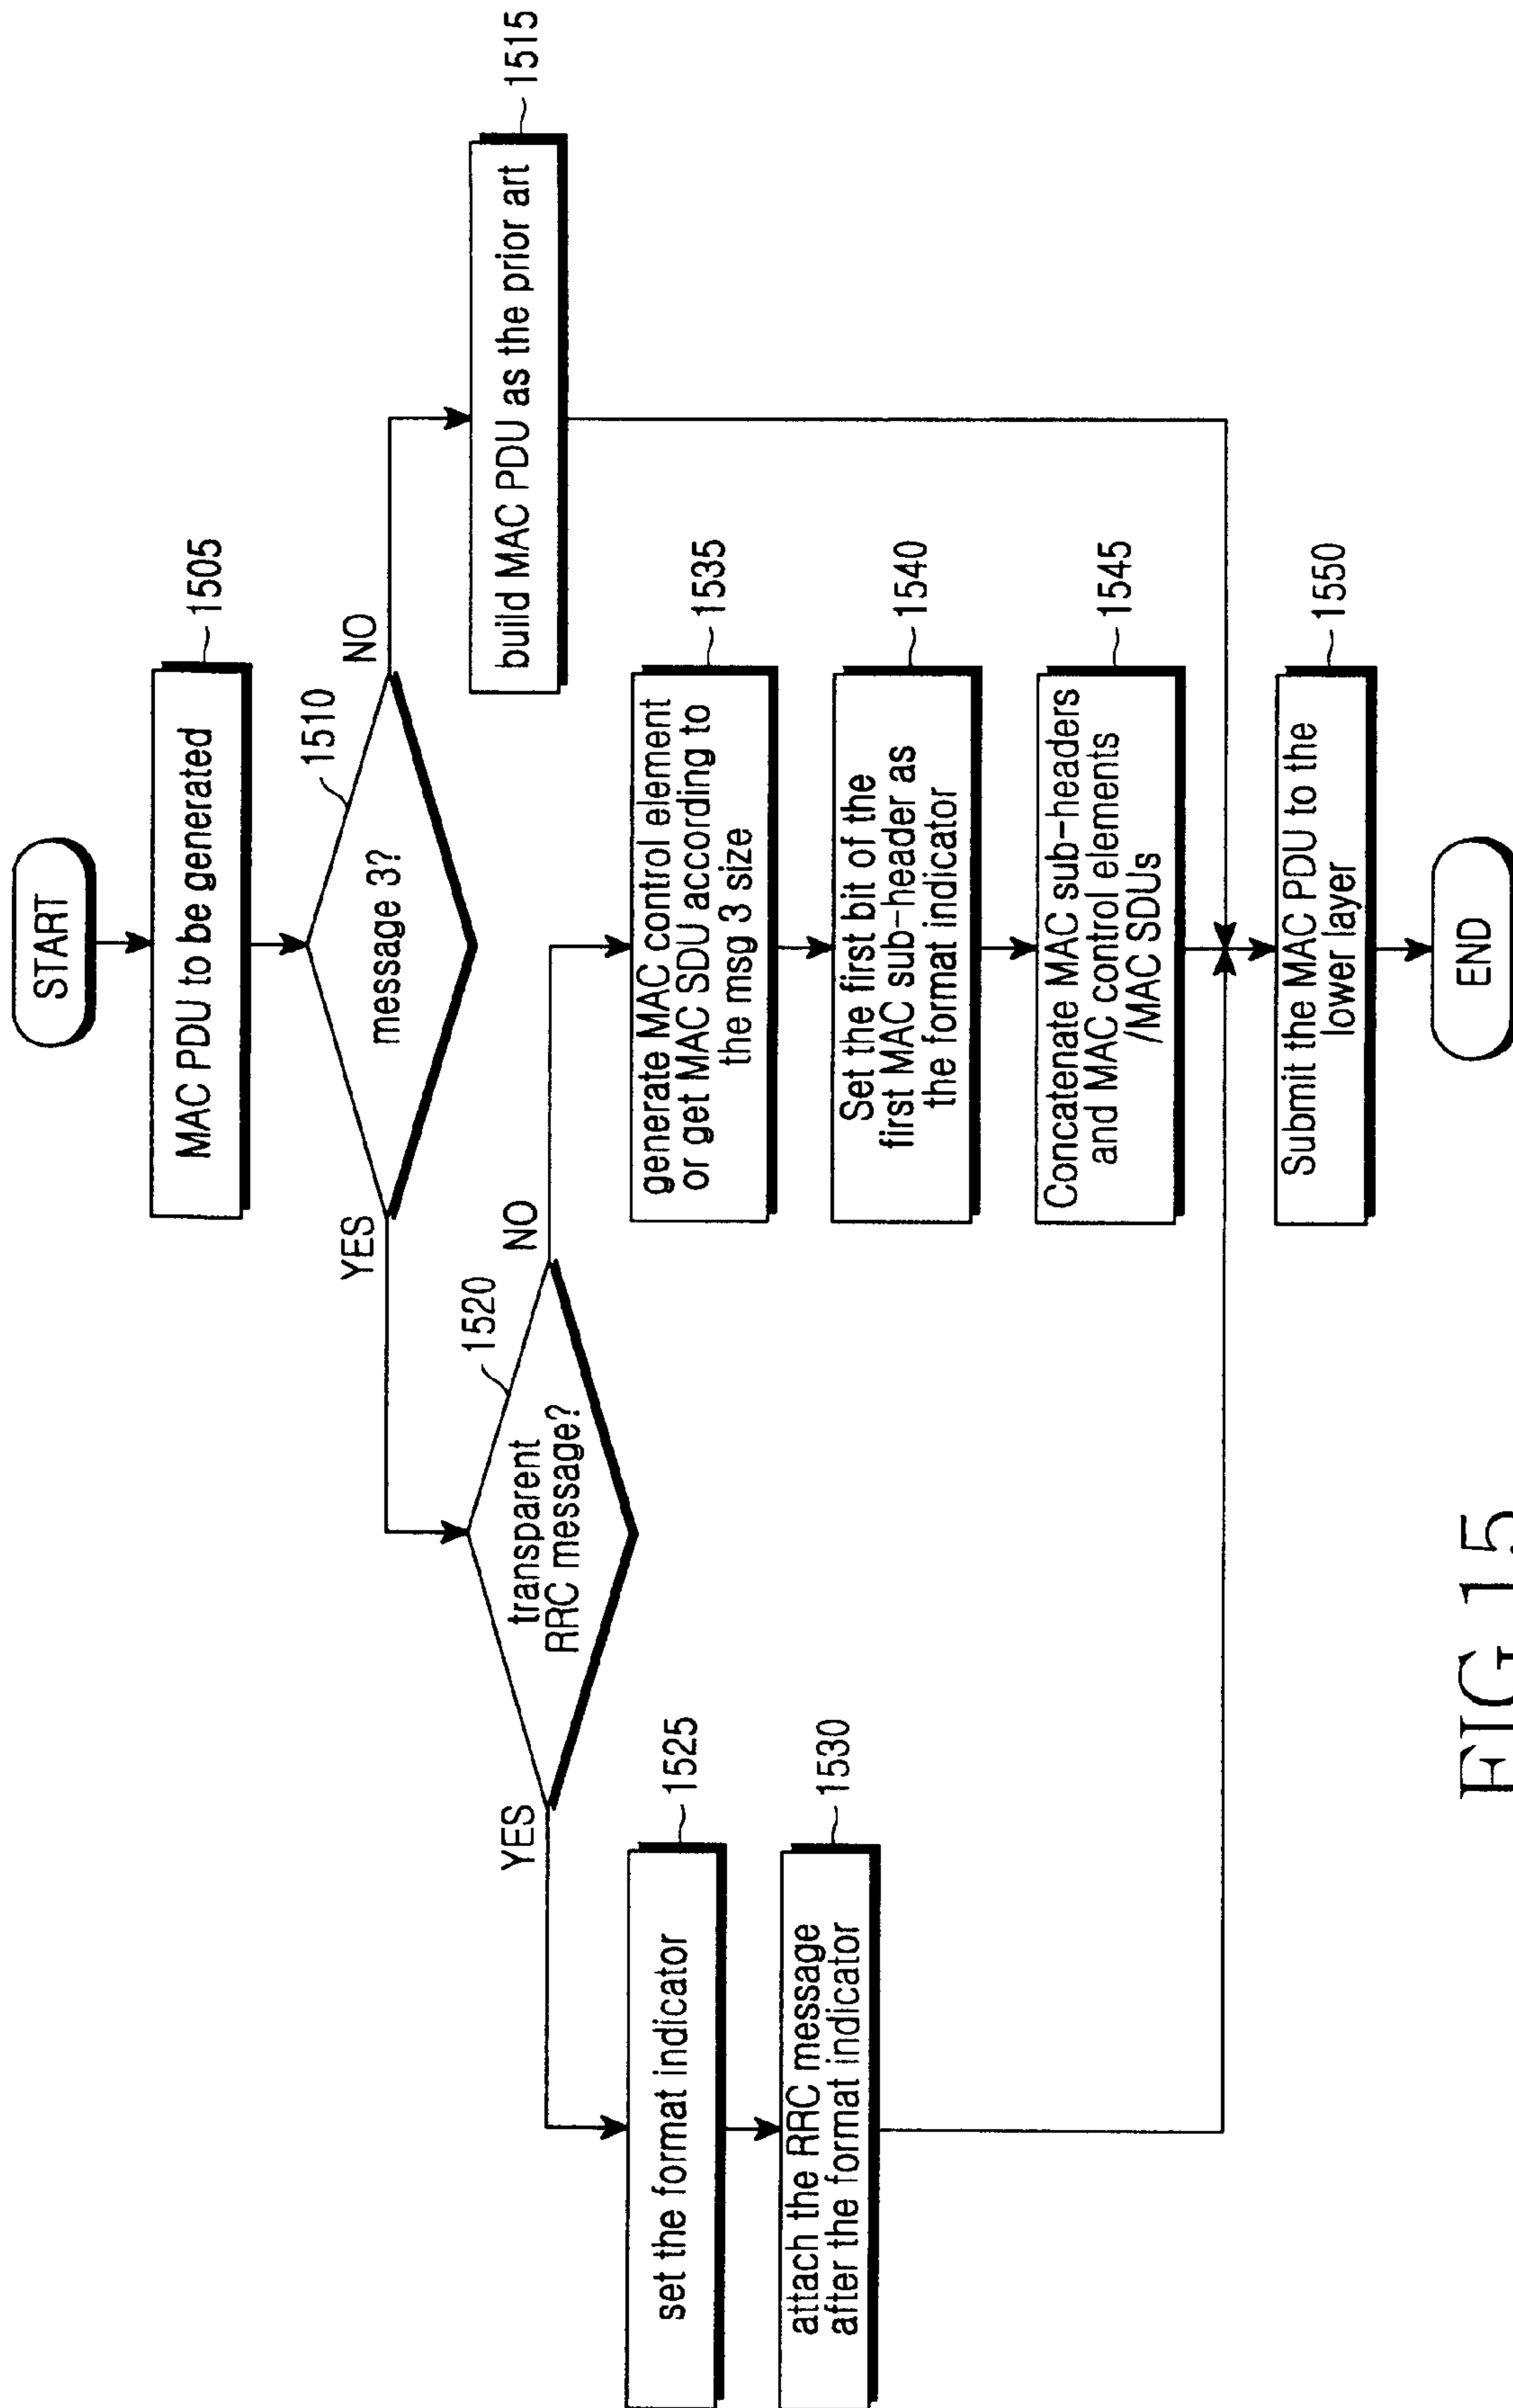 START
MAC PDU to be generated
1505
1510
message 3?
YES
NO
build MAC PDU as the prior art
1515
1520
transparent
RRC message?
YES
NO
set the format indicator
1525
attach the RRC message
after the format indicator
1530
generate MAC control element
or get MAC SDU according to
the msg 3 size
1535
Set the first bit of the
first MAC sub-header as
the format indicator
1540
Concatenate MAC sub-headers
and MAC control elements
/MAC SDUs
1545
Submit the MAC PDU to the
lower layer
1550
END
FIG.15